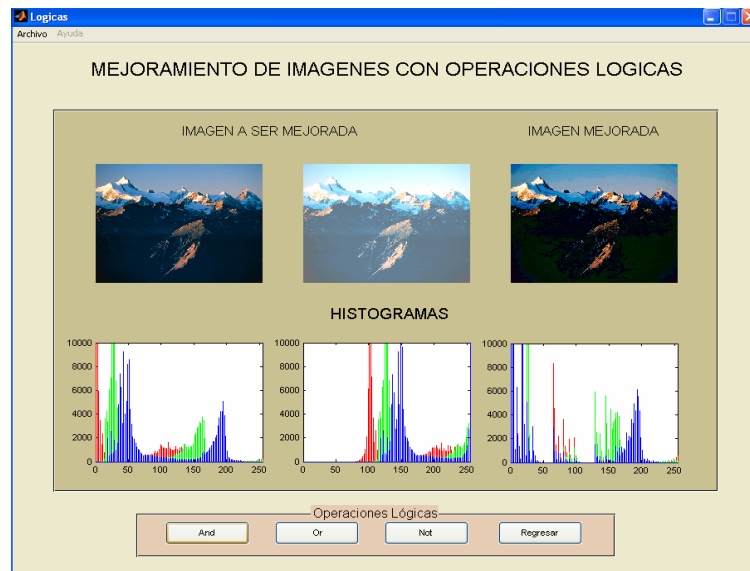 Logicas
Archivo Ayuda
MEJORAMIENTO DE IMAGENES CON OPERACIONES LOGICAS
IMAGEN A SER MEJORADA IMAGEN MEJORADA
HISTOGRAMAS
10000 10000 10000
8000 8000 8000
6000 6000 6000
4000 4000 4000
2000 2000 2000
0 0 0
0 50 100 150 200 250 0 50 100 150 200 250 0 50 100 150 200 250
Operaciones Lógicas
And Or Not Regresar